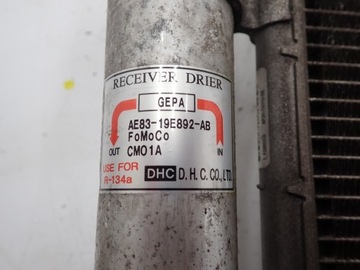 RECEIVER DRIER
GEPA
AE83-19E892-AB
FoMoCo
OUT CM01A IN
USE FOR
R-134a
DHC D.H.C.CO.,LTD.